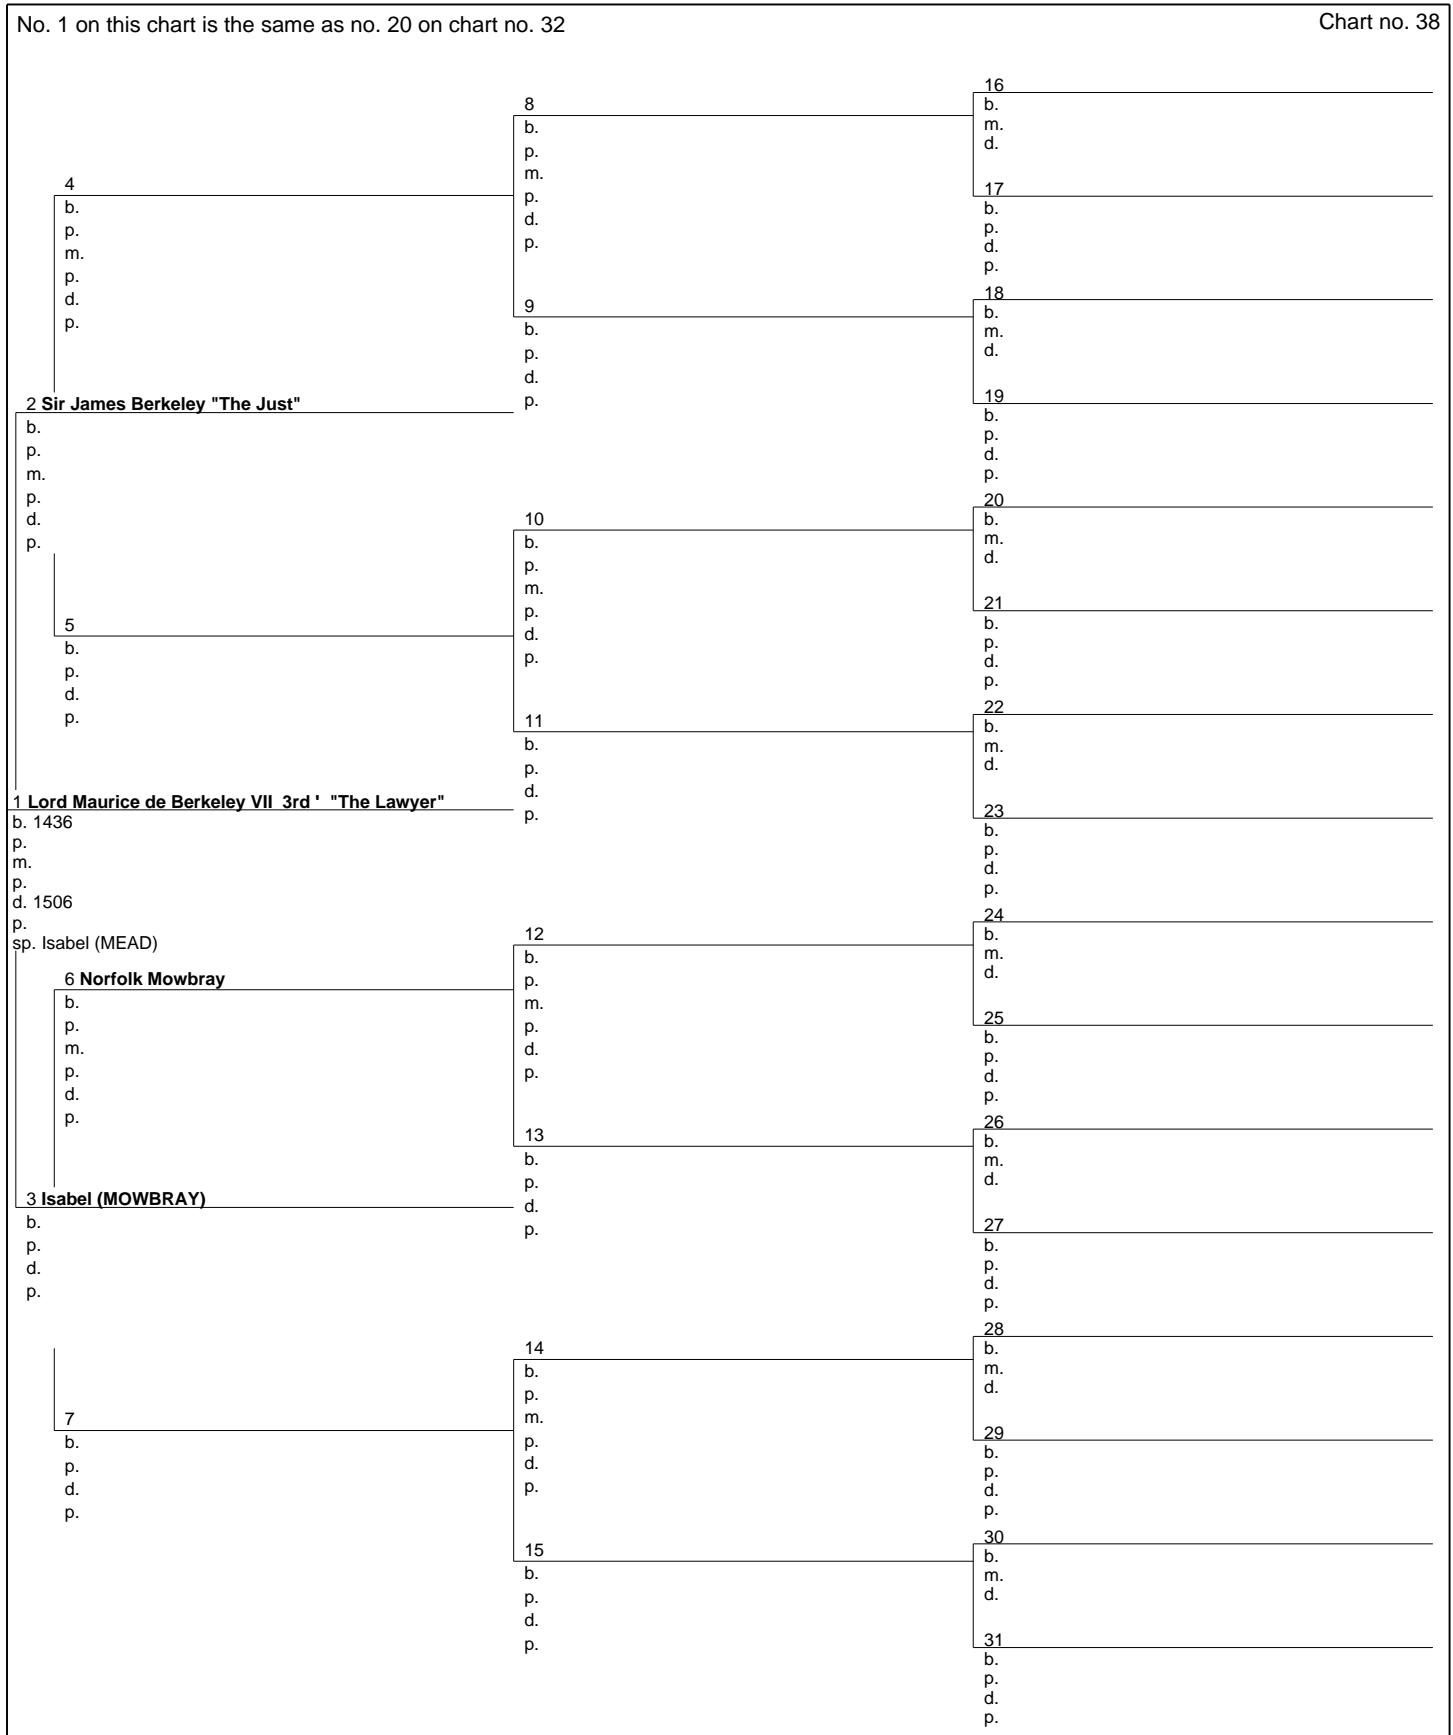 No. 1 on this chart is the same as no. 20 on chart no. 32
Chart no. 38
1 Lord Maurice de Berkeley VII  3rd '  "The Lawyer"
b. 1436
p.
m.
p.
d. 1506
p.
sp. Isabel (MEAD)
2 Sir James Berkeley "The Just"
b.
p.
m.
p.
d.
p.
3 Isabel (MOWBRAY)
b.
p.
d.
p.
4
b.
p.
m.
p.
d.
p.
5
b.
p.
d.
p.
6 Norfolk Mowbray
b.
p.
m.
p.
d.
p.
7
b.
p.
d.
p.
8
b.
p.
m.
p.
d.
p.
9
b.
p.
d.
p.
10
b.
p.
m.
p.
d.
p.
11
b.
p.
d.
p.
12
b.
p.
m.
p.
d.
p.
13
b.
p.
d.
p.
14
b.
p.
m.
p.
d.
p.
15
b.
p.
d.
p.
16
b.
m.
d.
17
b.
p.
d.
p.
18
b.
m.
d.
19
b.
p.
d.
p.
20
b.
m.
d.
21
b.
p.
d.
p.
22
b.
m.
d.
23
b.
p.
d.
p.
24
b.
m.
d.
25
b.
p.
d.
p.
26
b.
m.
d.
27
b.
p.
d.
p.
28
b.
m.
d.
29
b.
p.
d.
p.
30
b.
m.
d.
31
b.
p.
d.
p.